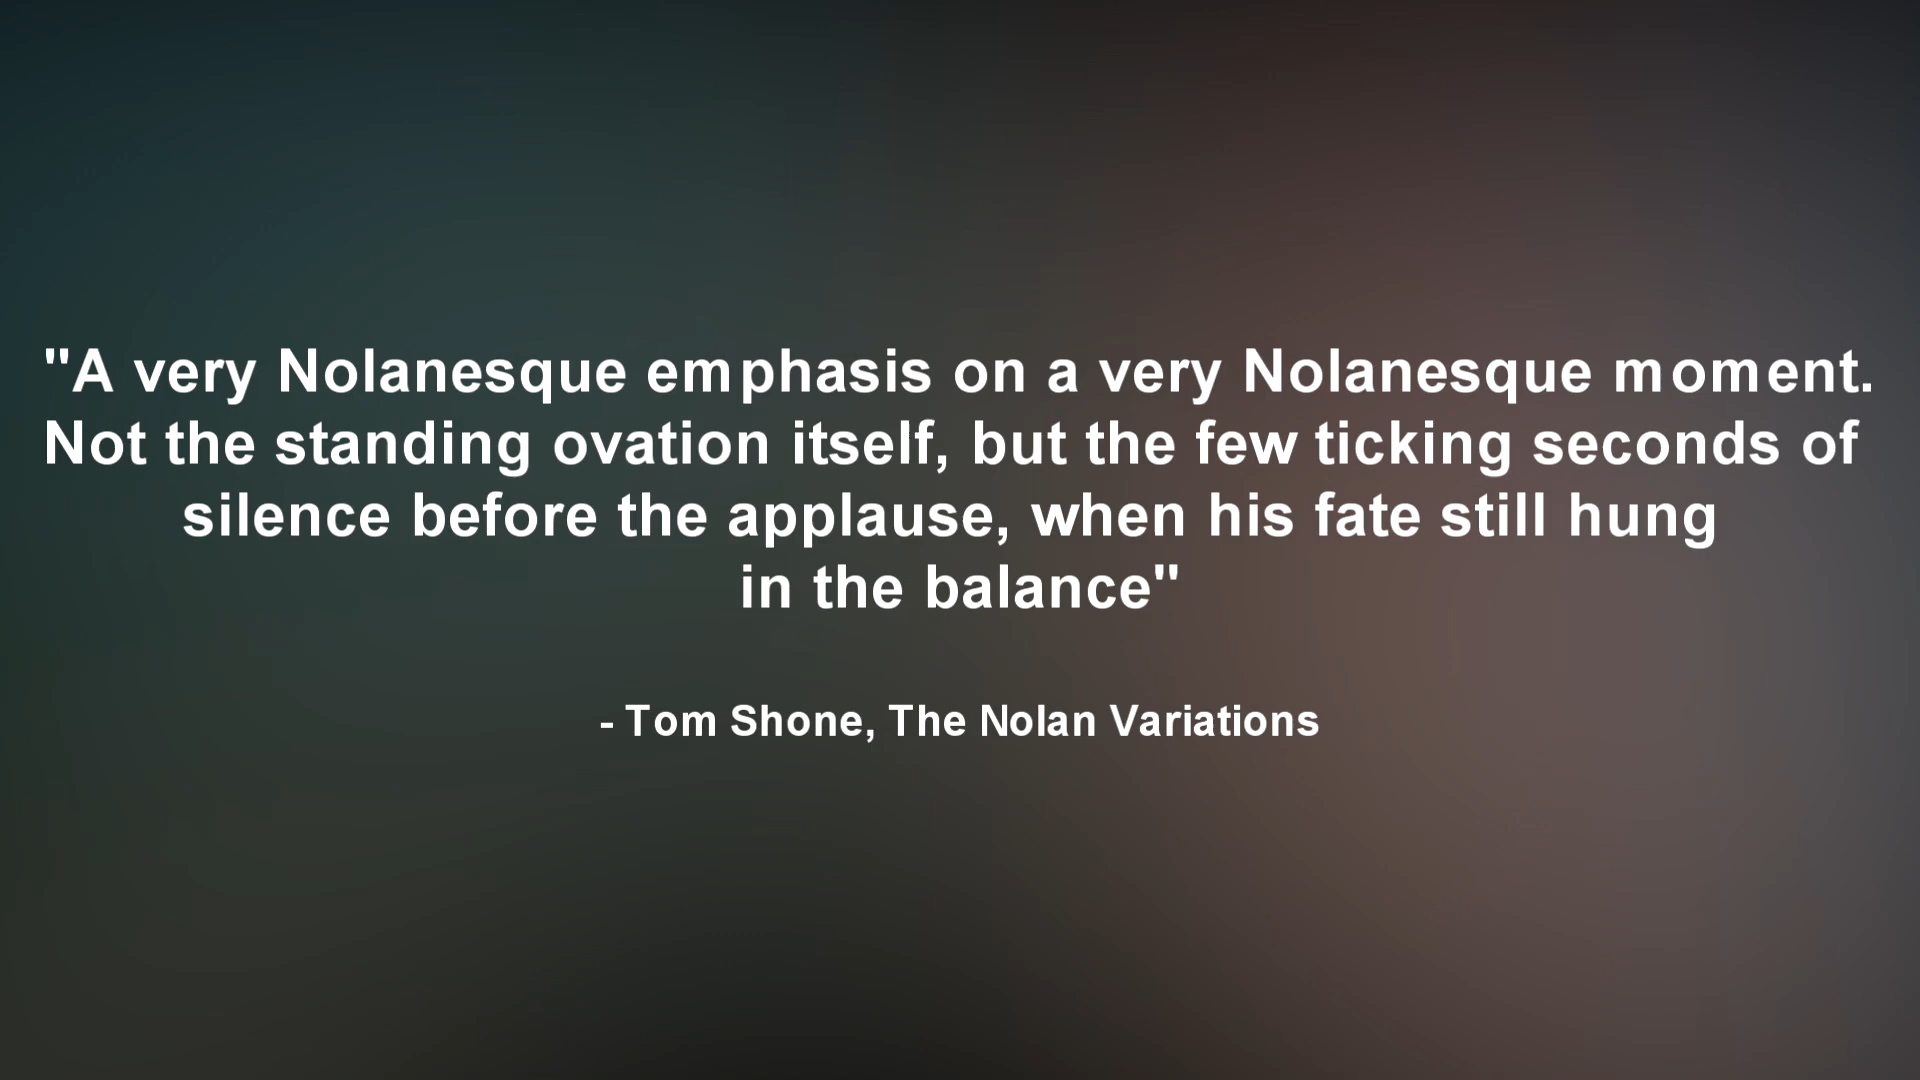 "A very Nolanesque emphasis on a very Nolanesque moment.
Not the standing ovation itself, but the few ticking seconds of
silence before the applause, when his fate still hung
in the balance"
- Tom Shone, The Nolan Variations